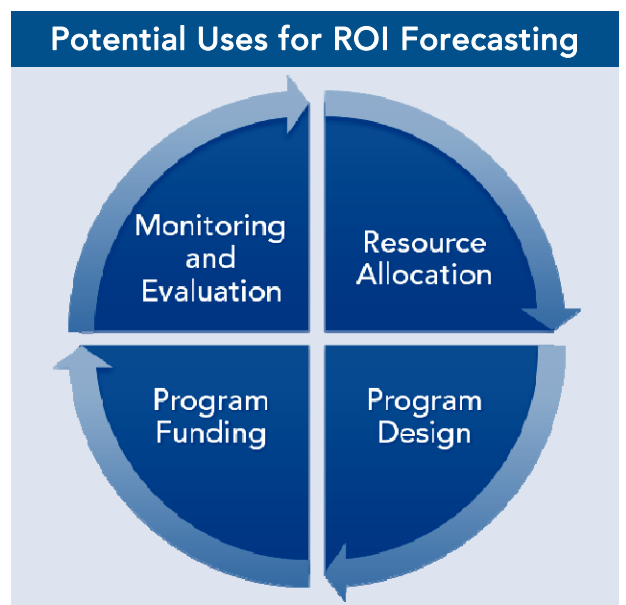 Potential Uses for ROI Forecasting
Monitoring
and
Evaluation
Resource
Allocation
Program
Funding
Program
Design